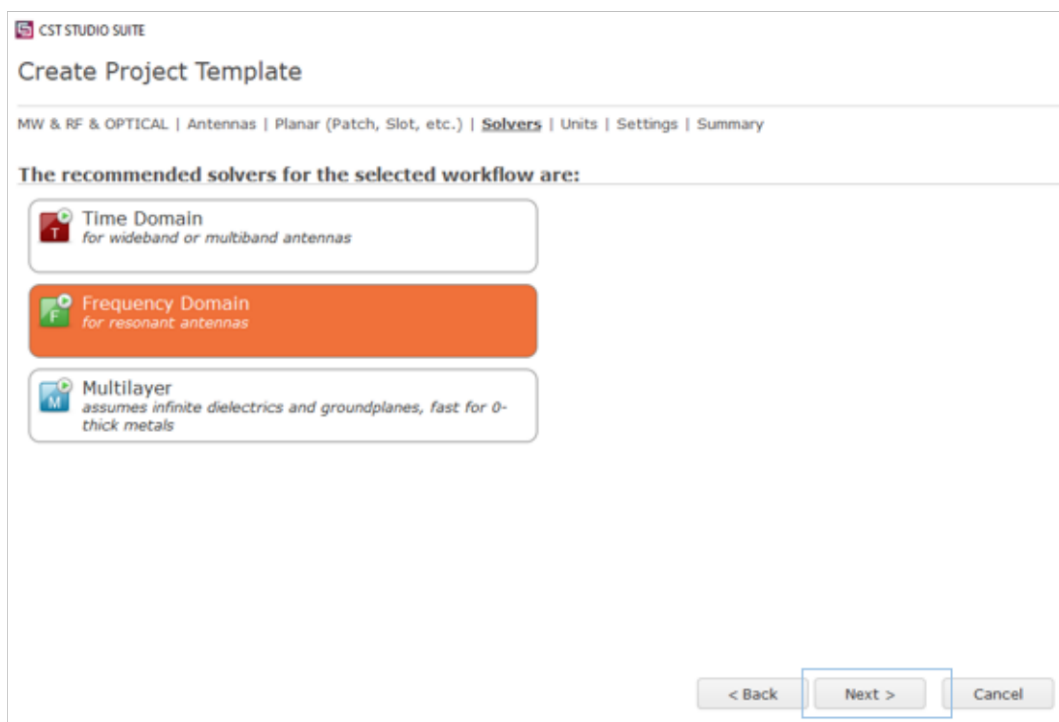 CST STUDIO SUITE
Create Project Template
MW & RF & OPTICAL | Antennas | Planar (Patch, Slot, etc.) | Solvers | Units | Settings | Summary
The recommended solvers for the selected workflow are:
T
Time Domain
for wideband or multiband antennas
F
Frequency Domain
for resonant antennas
M
Multilayer
assumes infinite dielectrics and groundplanes, fast for 0-
thick metals
< Back Next > Cancel